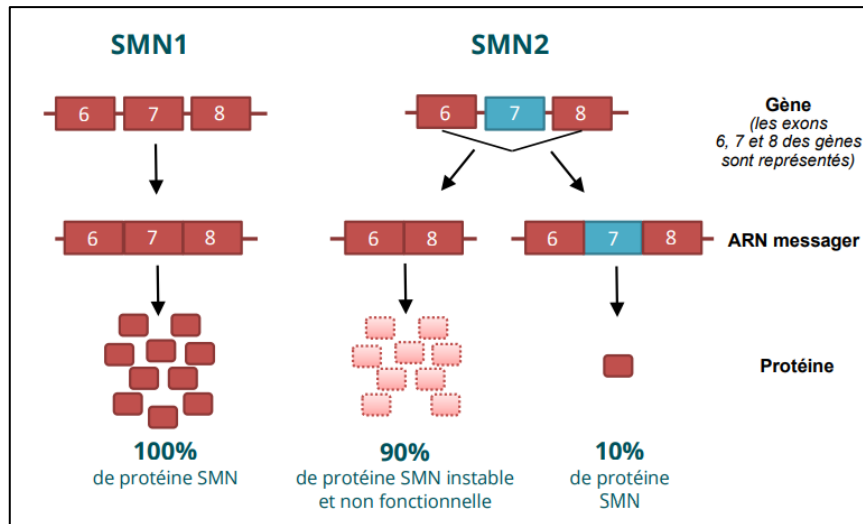 SMN1 SMN2
6 7 8 6 7 8
Gène
(les exons
6, 7 et 8 des gènes
sont représentés)
6 7 8 6 8 6 7 8
ARN messager
Protéine
100% 90% 10%
de protéine SMN de protéine SMN instable de protéine
et non fonctionnelle SMN